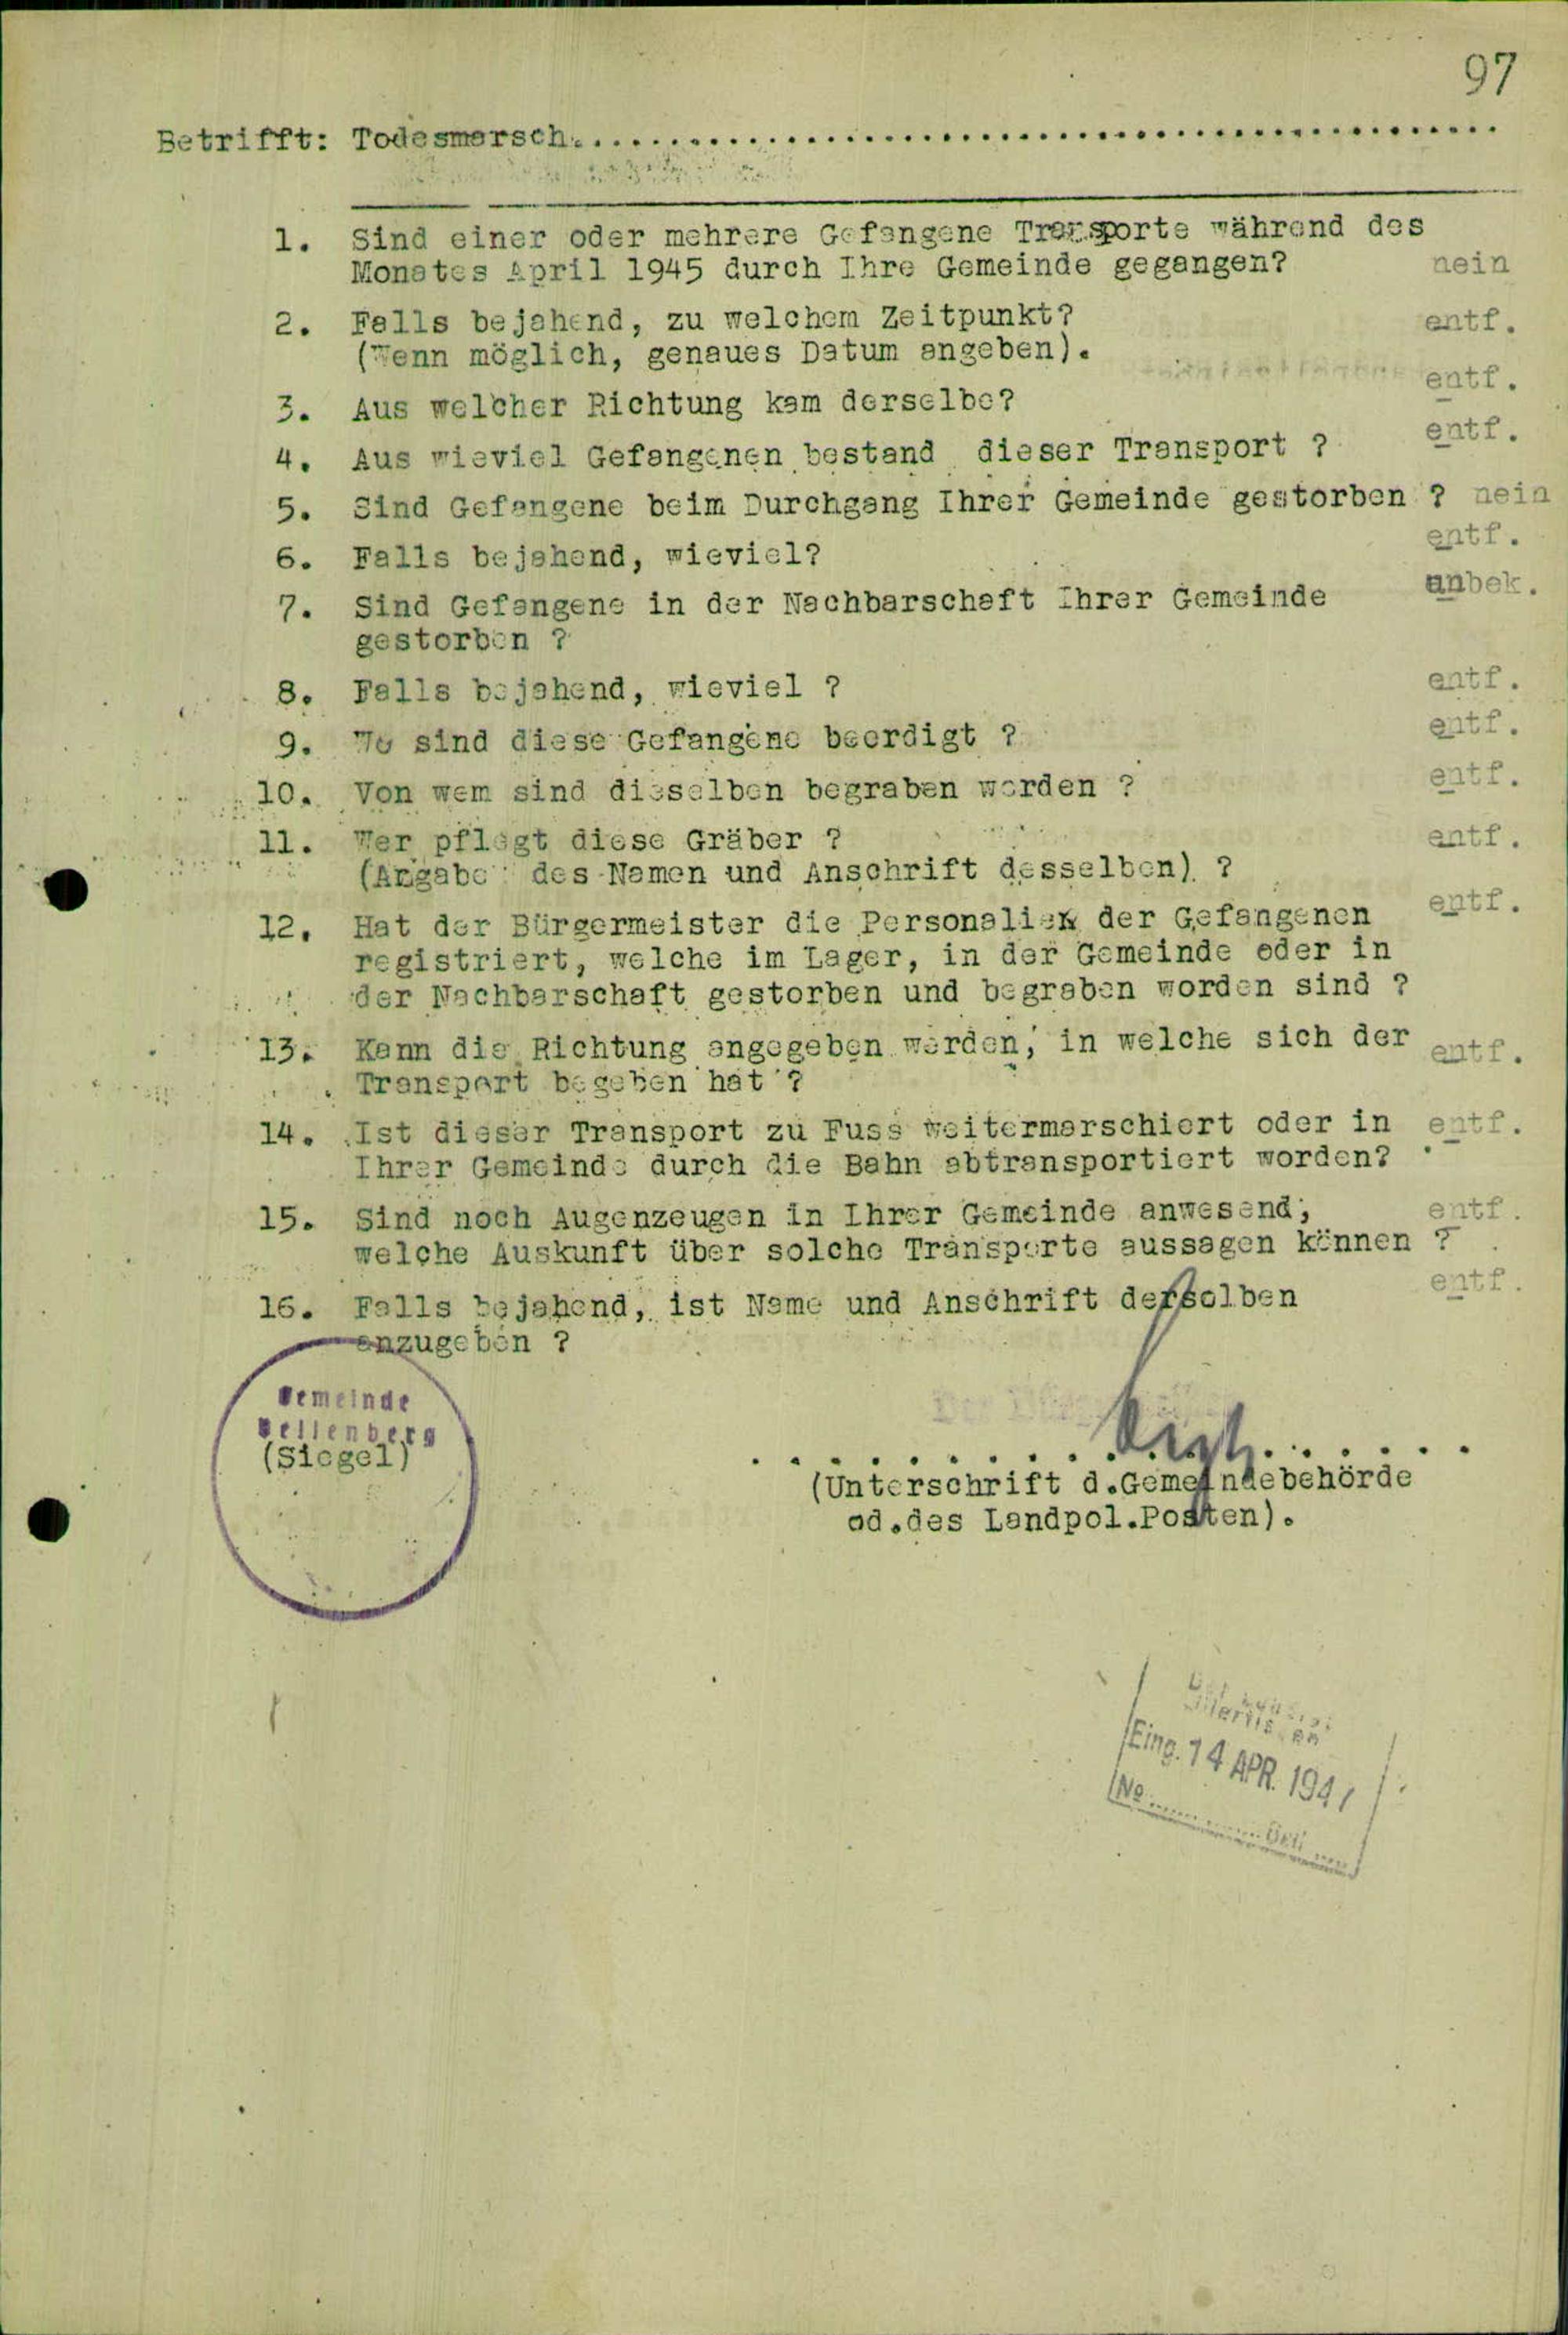 97
Betrifft: Todesmarsch.................................................
1. Sind einer oder mehrere Gefangene Transporte während des
Monates April 1945 durch Ihre Gemeinde gegangen? nein
2. Falls bejahend, zu welchem Zeitpunkt? entf.
(Wenn möglich, genaues Datum angeben).
3. Aus welcher Richtung kam derselbe? entf.
4. Aus wieviel Gefangenen bestand dieser Transport ? entf.
5. Sind Gefangene beim Durchgang Ihrer Gemeinde gestorben ? nein
6. Falls bejahend, wieviel? entf.
7. Sind Gefangene in der Nachbarschaft Ihrer Gemeinde unbek.
gestorben ?
8. Falls bejahend, wieviel ? entf.
9. Wo sind diese Gefangene beerdigt ? entf.
10. Von wem sind dieselben begraben worden ? entf.
11. Wer pflegt diese Gräber ? entf.
(Angabe des Namen und Anschrift desselben) ?
12. Hat der Bürgermeister die Personalien der Gefangenen entf.
registriert, welche im Lager, in der Gemeinde oder in
der Nachbarschaft gestorben und begraben worden sind ?
13. Kann die Richtung angegeben werden, in welche sich der entf.
Transport begeben hat ?
14. Ist dieser Transport zu Fuss weitermarschiert oder in entf.
Ihrer Gemeinde durch die Bahn abtransportiert worden?
15. Sind noch Augenzeugen in Ihrer Gemeinde anwesend, entf.
welche Auskunft über solche Transporte aussagen können ?
16. Falls bejahend, ist Name und Anschrift derselben entf.
anzugeben ?
Gemeinde
Bellenberg
(Siegel)
(Unterschrift d.Gemeindebehörde
od.des Landpol.Posten).
Eing. 14 APR. 194
No